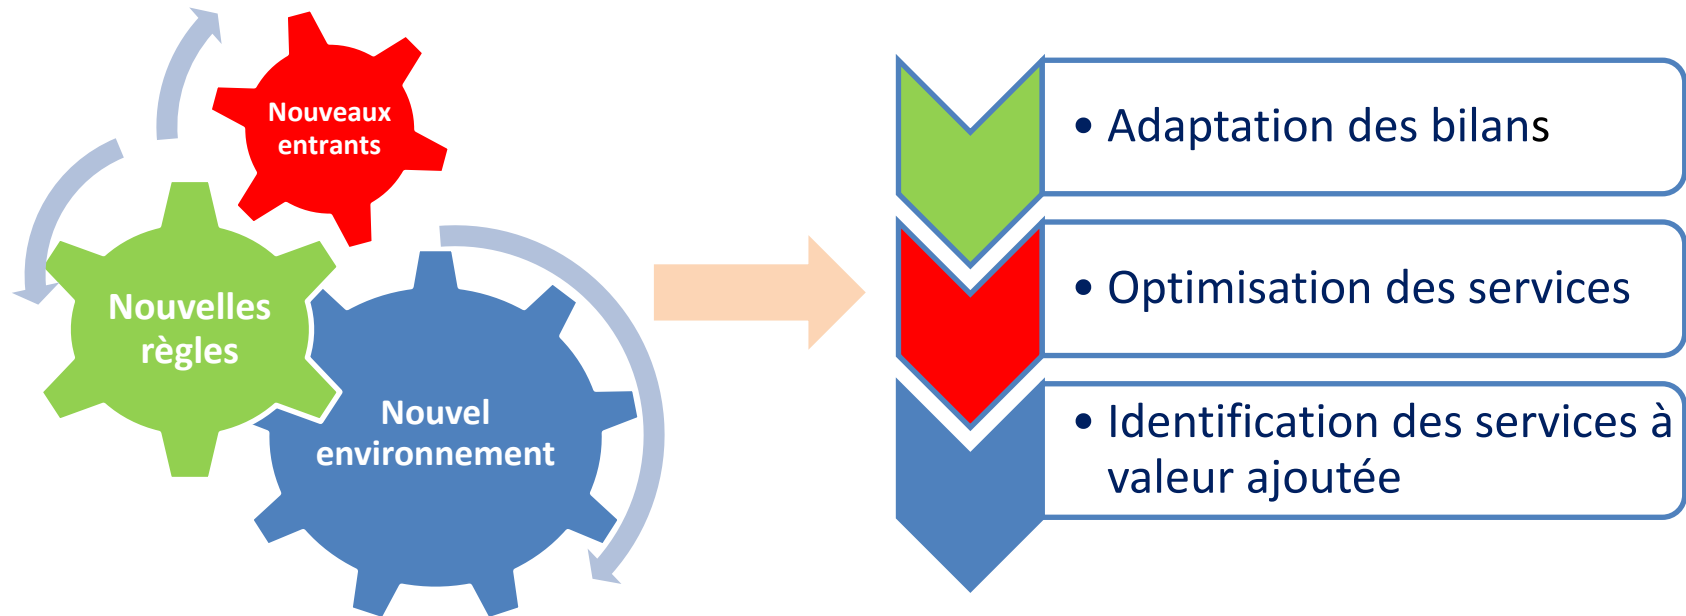 Nouveaux
entrants
Nouvelles
règles
Nouvel
environnement
• Adaptation des bilans
• Optimisation des services
• Identification des services à
valeur ajoutée